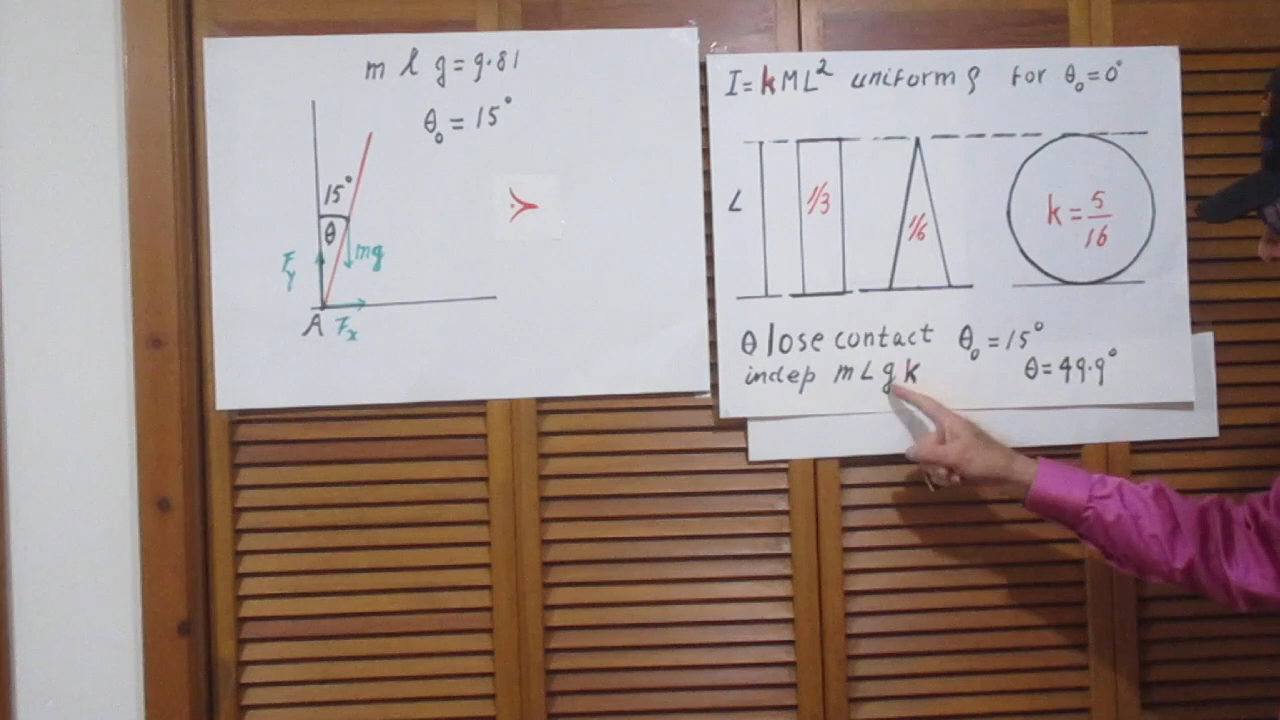 m l g = 9.81
θ₀ = 15°
15°
θ
mg
Fy
A Fx
I = kML² uniform ρ for θ₀ = 0°
L
1/3
1/6
k = 5/16
θ lose contact θ₀ = 15°
indep m L g k θ = 49.9°